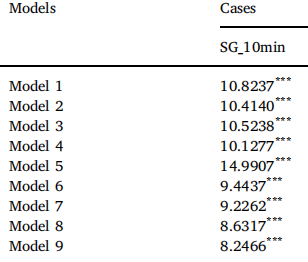 Models Cases
SG_10min
Model 1 10.8237***
Model 2 10.4140***
Model 3 10.5238***
Model 4 10.1277***
Model 5 14.9907***
Model 6 9.4437***
Model 7 9.2262***
Model 8 8.6317***
Model 9 8.2466***